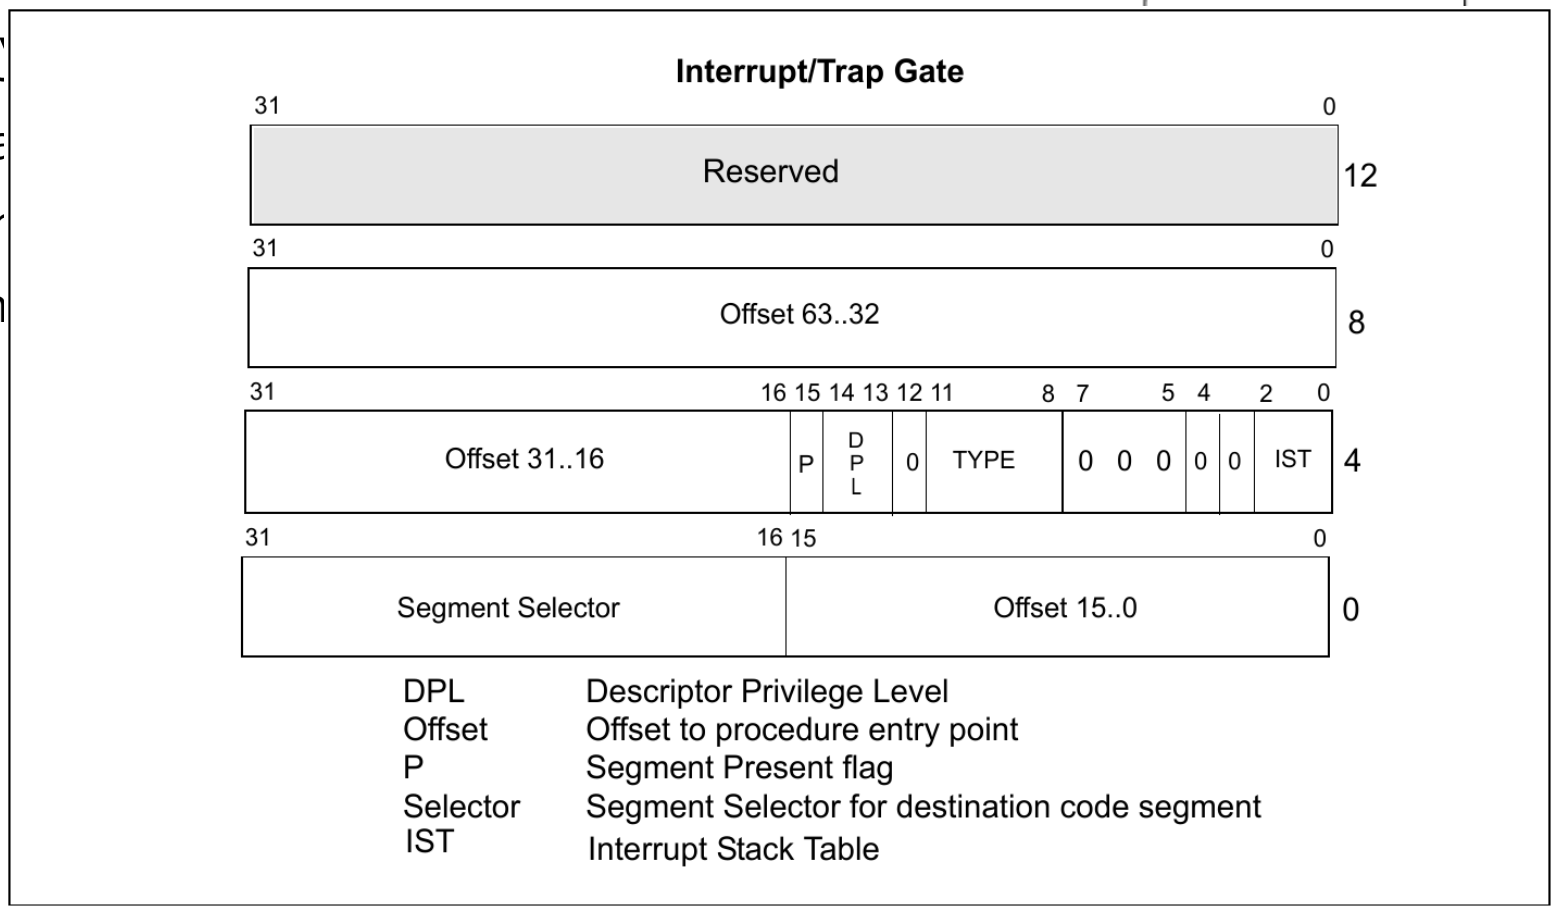 Interrupt/Trap Gate
31 0
Reserved 12
31 0
Offset 63..32 8
31 16 15 14 13 12 11 8 7 5 4 2 0
Offset 31..16 P DPL 0 TYPE 0 0 0 0 0 IST 4
31 16 15 0
Segment Selector Offset 15..0 0
DPL Descriptor Privilege Level
Offset Offset to procedure entry point
P Segment Present flag
Selector Segment Selector for destination code segment
IST Interrupt Stack Table